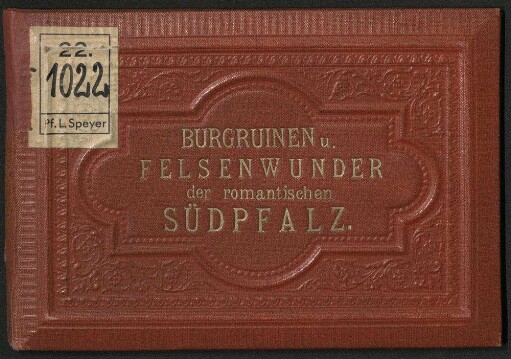 22.
1022
Pf. L. Speyer
BURGRUINEN u.
FELSENWUNDER
der romantischen
SÜDPFALZ.